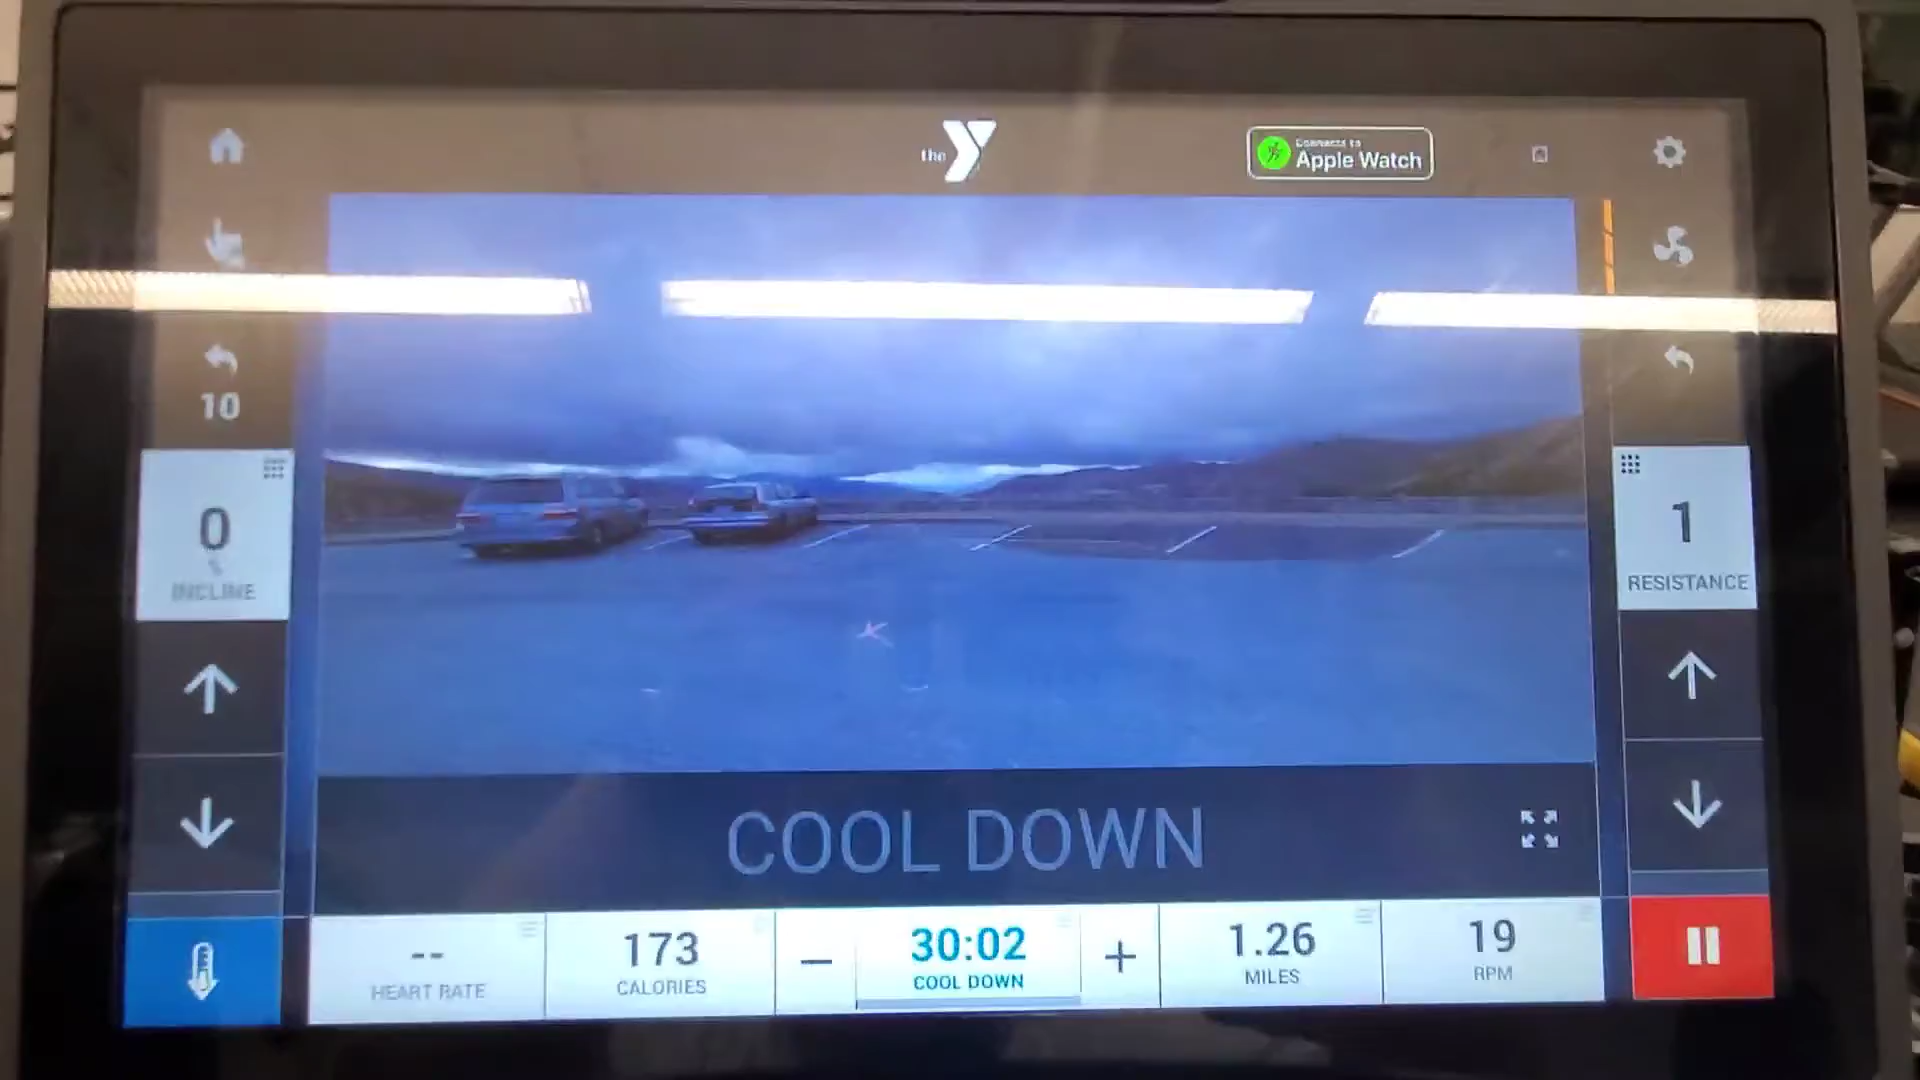 the Y
Connects to
Apple Watch
10
0
%
INCLINE
1
RESISTANCE
COOL DOWN
--
HEART RATE
173
CALORIES
−
30:02
COOL DOWN
+
1.26
MILES
19
RPM